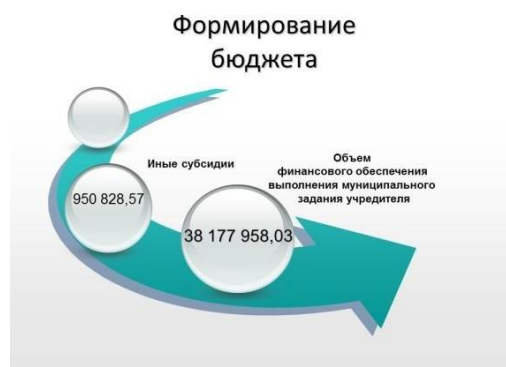 Формирование
бюджета
Иные субсидии
950 828,57
Объем
финансового обеспечения
выполнения муниципального
задания учредителя
38 177 958,03